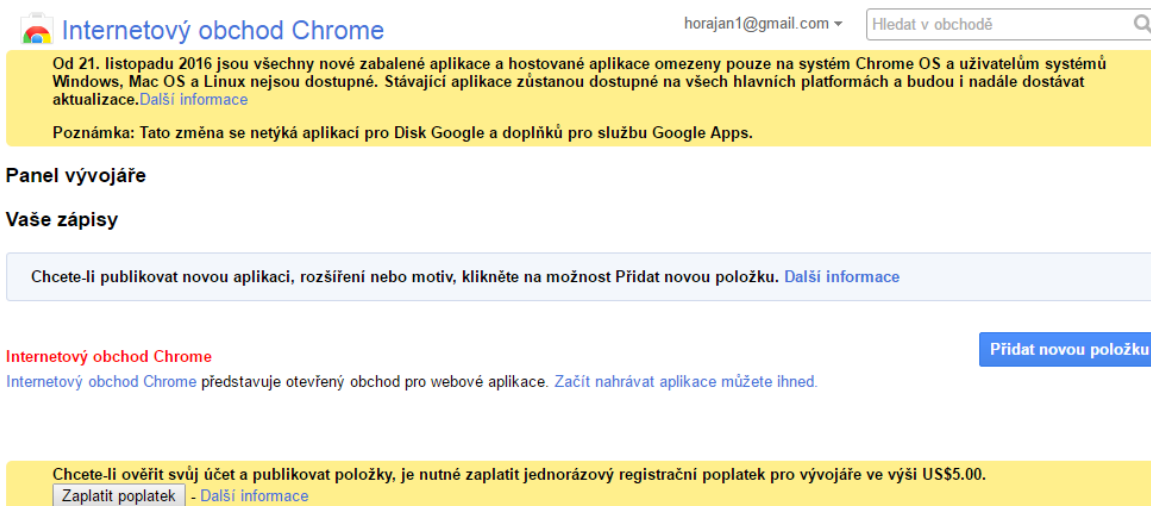 Internetový obchod Chrome
horajan1@gmail.com
Hledat v obchodě
Od 21. listopadu 2016 jsou všechny nové zabalené aplikace a hostované aplikace omezeny pouze na systém Chrome OS a uživatelům systémů
Windows, Mac OS a Linux nejsou dostupné. Stávající aplikace zůstanou dostupné na všech hlavních platformách a budou i nadále dostávat
aktualizace.Další informace
Poznámka: Tato změna se netýká aplikací pro Disk Google a doplňků pro službu Google Apps.
Panel vývojáře
Vaše zápisy
Chcete-li publikovat novou aplikaci, rozšíření nebo motiv, klikněte na možnost Přidat novou položku. Další informace
Přidat novou položku
Internetový obchod Chrome
Internetový obchod Chrome představuje otevřený obchod pro webové aplikace. Začít nahrávat aplikace můžete ihned.
Chcete-li ověřit svůj účet a publikovat položky, je nutné zaplatit jednorázový registrační poplatek pro vývojáře ve výši US$5.00.
Zaplatit poplatek - Další informace